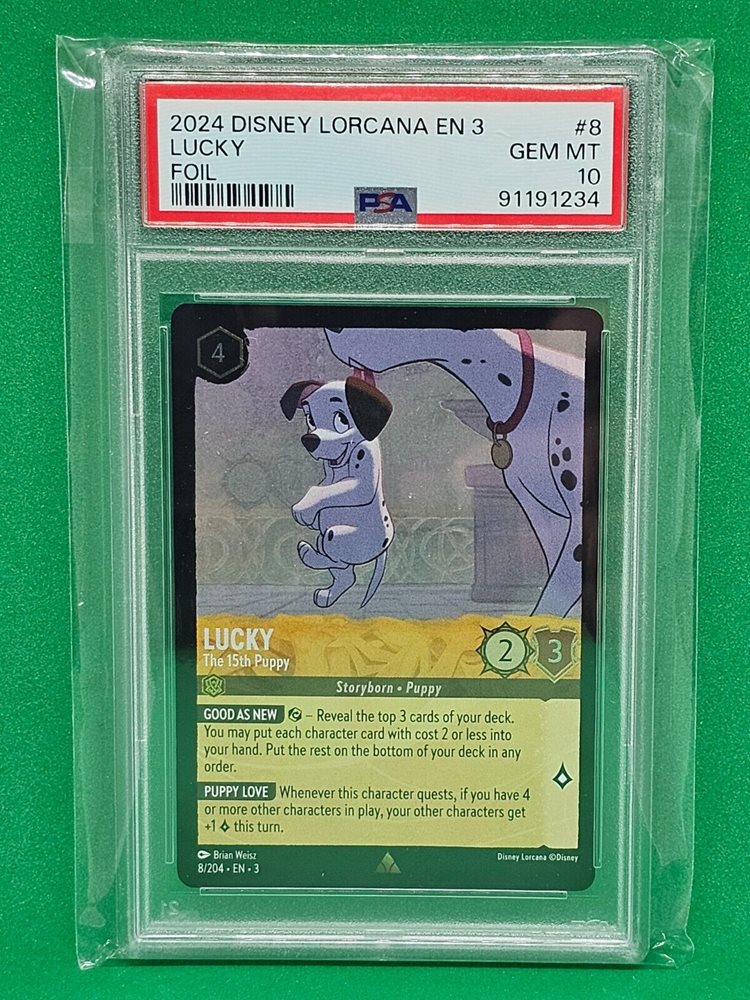 2024 DISNEY LORCANA EN 3 #8
LUCKY GEM MT
FOIL 10
PSA 91191234
4
LUCKY
The 15th Puppy
2 3
Storyborn • Puppy
GOOD AS NEW – Reveal the top 3 cards of your deck.
You may put each character card with cost 2 or less into
your hand. Put the rest on the bottom of your deck in any
order.
PUPPY LOVE Whenever this character quests, if you have 4
or more other characters in play, your other characters get
+1 this turn.
Brian Weisz Disney Lorcana ©Disney
8/204 • EN • 3